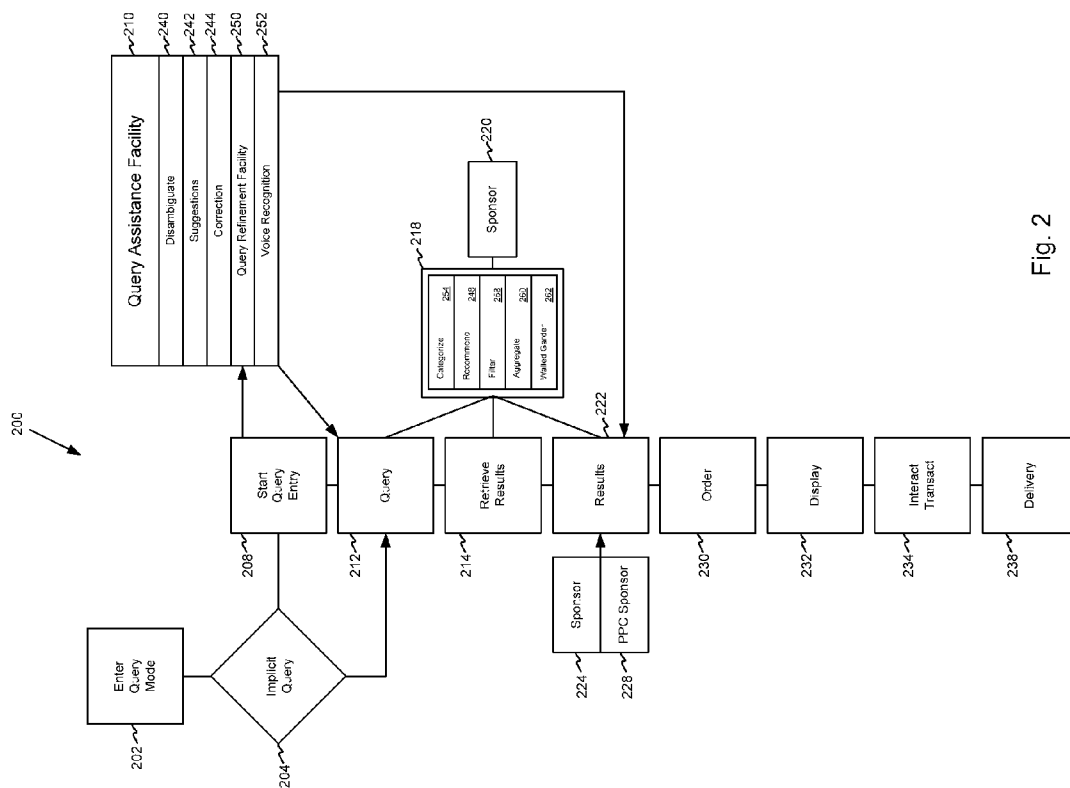 200
Enter
Query
Mode
202
Implicit
Query
204
Start
Query
Entry
208
Query Assistance Facility
210
Disambiguate
240
Suggestions
242
Correction
244
Query Refinement Facility
250
Voice Recognition
252
Query
212
Retrieve
Results
214
218
Categorize 254
Filter
Aggregate 260
262
Sponsor
220
Results
222
Sponsor
224
PPC Sponsor
228
Order
230
Display
232
Interact
Transact
234
Delivery
238
Fig. 2